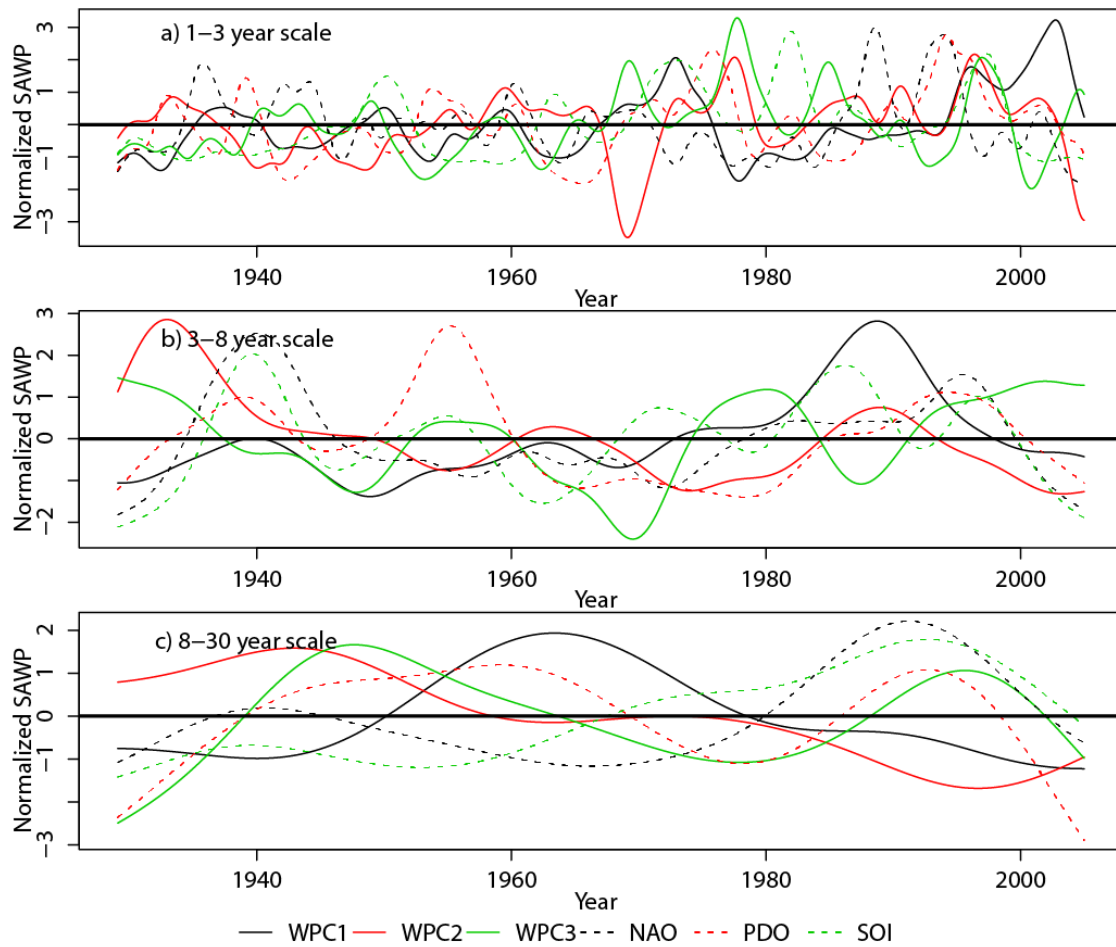 a) 1–3 year scale
Normalized SAWP
3
1
-1
-3
1940 1960 1980 2000
Year
b) 3–8 year scale
Normalized SAWP
3
2
0
-2
1940 1960 1980 2000
Year
c) 8–30 year scale
Normalized SAWP
2
1
0
-1
-3
1940 1960 1980 2000
Year
WPC1 WPC2 WPC3 NAO PDO SOI